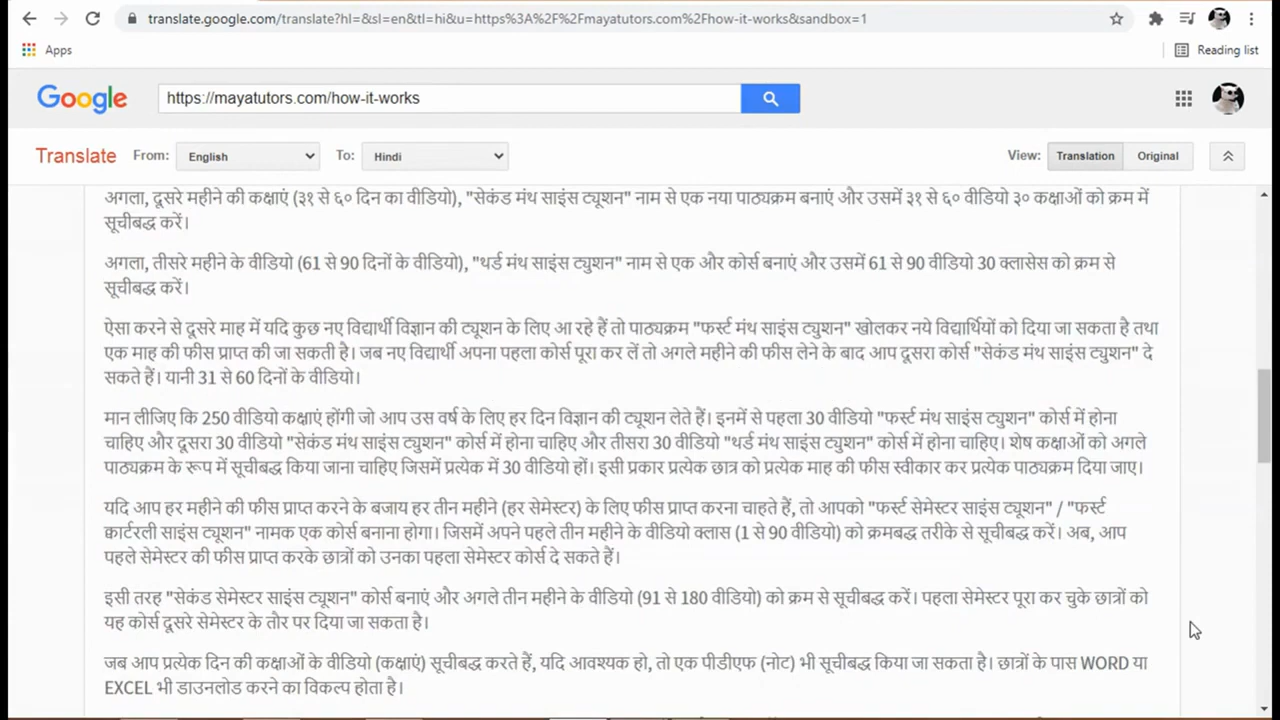 translate.google.com/translate?hl=&sl=en&tl=hi&u=https%3A%2F%2Fmayatutors.com%2Fhow-it-works&sandbox=1
Apps
Reading list
Google
https://mayatutors.com/how-it-works
Translate From: English To: Hindi View: Translation Original
अगला, दूसरे महीने की कक्षाएं (३१ से ६० दिन का वीडियो), "सेकंड मंथ साइंस ट्यूशन" नाम से एक नया पाठ्यक्रम बनाएं और उसमें ३१ से ६० वीडियो ३० कक्षाओं को क्रम में
सूचीबद्ध करें।
अगला, तीसरे महीने के वीडियो (61 से 90 दिनों के वीडियो), "थर्ड मंथ साइंस ट्युशन" नाम से एक और कोर्स बनाएं और उसमें 61 से 90 वीडियो 30 क्लासेस को क्रम से
सूचीबद्ध करें।
ऐसा करने से दूसरे माह में यदि कुछ नए विद्यार्थी विज्ञान की ट्यूशन के लिए आ रहे हैं तो पाठ्यक्रम "फर्स्ट मंथ साइंस ट्युशन" खोलकर नये विद्यार्थियों को दिया जा सकता है तथा
एक माह की फीस प्राप्त की जा सकती है। जब नए विद्यार्थी अपना पहला कोर्स पूरा कर लें तो अगले महीने की फीस लेने के बाद आप दूसरा कोर्स "सेकंड मंथ साइंस ट्युशन" दे
सकते हैं। यानी 31 से 60 दिनों के वीडियो।
मान लीजिए कि 250 वीडियो कक्षाएं होंगी जो आप उस वर्ष के लिए हर दिन विज्ञान की ट्यूशन लेते हैं। इनमें से पहला 30 वीडियो "फर्स्ट मंथ साइंस ट्युशन" कोर्स में होना
चाहिए और दूसरा 30 वीडियो "सेकंड मंथ साइंस ट्युशन" कोर्स में होना चाहिए और तीसरा 30 वीडियो "थर्ड मंथ साइंस ट्युशन" कोर्स में होना चाहिए। शेष कक्षाओं को अगले
पाठ्यक्रम के रूप में सूचीबद्ध किया जाना चाहिए जिसमें प्रत्येक में 30 वीडियो हों। इसी प्रकार प्रत्येक छात्र को प्रत्येक माह की फीस स्वीकार कर प्रत्येक पाठ्यक्रम दिया जाए।
यदि आप हर महीने की फीस प्राप्त करने के बजाय हर तीन महीने (हर सेमेस्टर) के लिए फीस प्राप्त करना चाहते हैं, तो आपको "फर्स्ट सेमेस्टर साइंस ट्यूशन" / "फर्स्ट
क्वार्टरली साइंस ट्यूशन" नामक एक कोर्स बनाना होगा। जिसमें अपने पहले तीन महीने के वीडियो क्लास (1 से 90 वीडियो) को क्रमबद्ध तरीके से सूचीबद्ध करें। अब, आप
पहले सेमेस्टर की फीस प्राप्त करके छात्रों को उनका पहला सेमेस्टर कोर्स दे सकते हैं।
इसी तरह "सेकंड सेमेस्टर साइंस ट्यूशन" कोर्स बनाएं और अगले तीन महीने के वीडियो (91 से 180 वीडियो) को क्रम से सूचीबद्ध करें। पहला सेमेस्टर पूरा कर चुके छात्रों को
यह कोर्स दूसरे सेमेस्टर के तौर पर दिया जा सकता है।
जब आप प्रत्येक दिन की कक्षाओं के वीडियो (कक्षाएं) सूचीबद्ध करते हैं, यदि आवश्यक हो, तो एक पीडीएफ (नोट) भी सूचीबद्ध किया जा सकता है। छात्रों के पास WORD या
EXCEL भी डाउनलोड करने का विकल्प होता है।